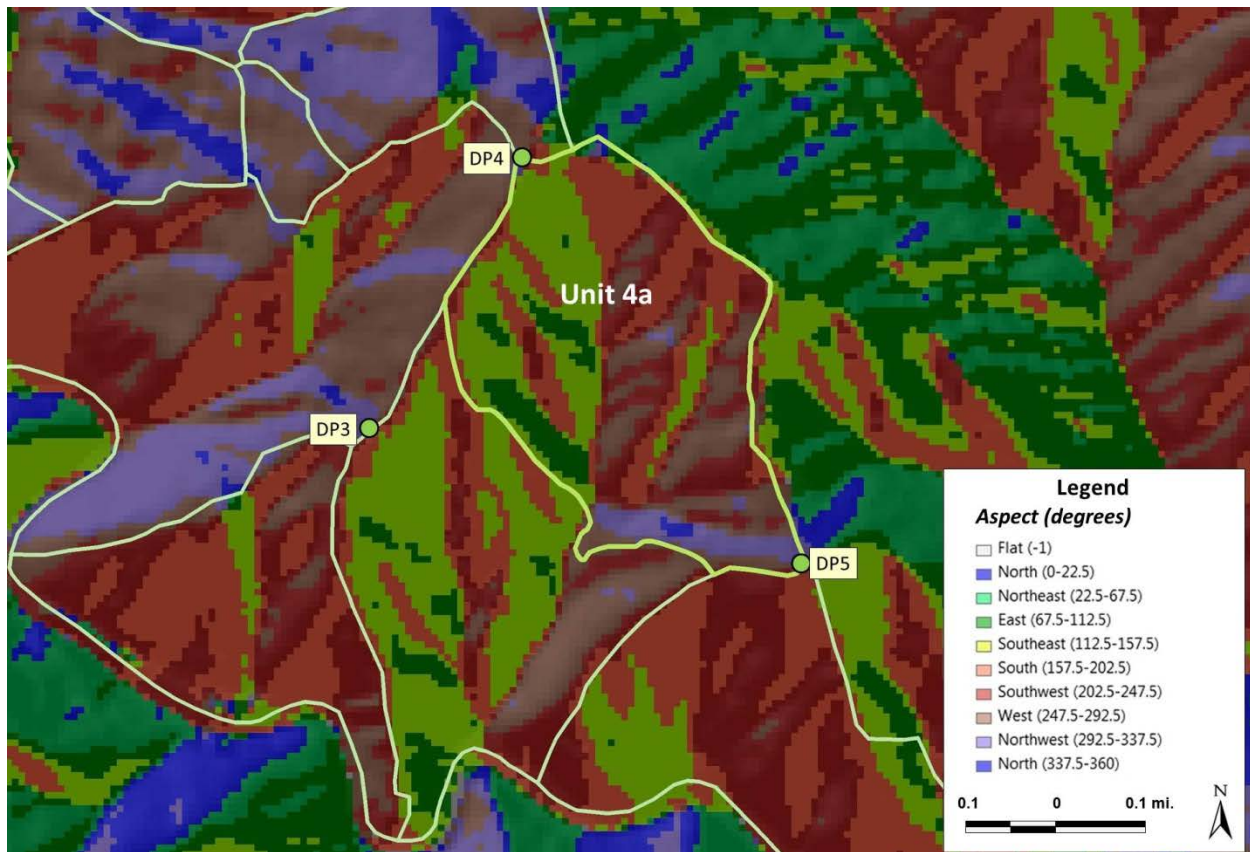 DP4
Unit 4a
DP3
DP5
Legend
Aspect (degrees)
Flat (-1)
North (0-22.5)
Northeast (22.5-67.5)
East (67.5-112.5)
Southeast (112.5-157.5)
South (157.5-202.5)
Southwest (202.5-247.5)
West (247.5-292.5)
Northwest (292.5-337.5)
North (337.5-360)
N
0.1 0 0.1 mi.